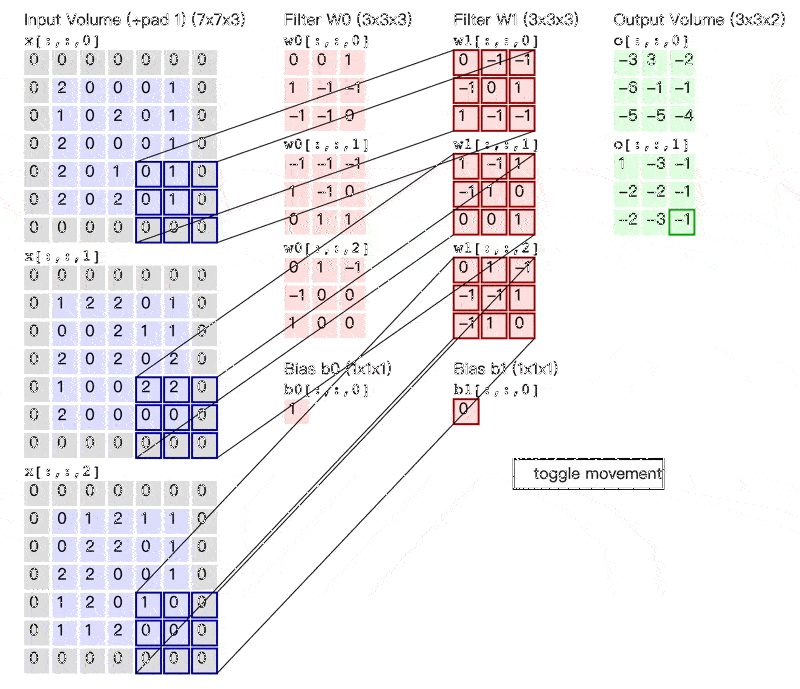 Input Volume (+pad 1) (7x7x3)
x[:,:,0]
0 0 0 0 0 0 0
0 2 0 0 0 1 0
0 1 0 2 0 1 0
0 2 0 0 0 1 0
0 2 0 1 0 1 0
0 2 0 2 0 1 0
0 0 0 0 0 0 0
x[:,:,1]
0 0 0 0 0 0 0
0 1 2 2 0 1 0
0 0 0 2 1 1 0
0 2 0 2 0 2 0
0 1 0 0 2 2 0
0 2 0 0 0 0 0
0 0 0 0 0 0 0
x[:,:,2]
0 0 0 0 0 0 0
0 0 1 2 1 1 0
0 0 2 2 0 1 0
0 2 2 0 0 1 0
0 1 2 0 1 0 0
0 1 1 2 0 0 0
0 0 0 0 0 0 0
Filter W0 (3x3x3)
w0[:,:,0]
0 0 1
1 -1 -1
-1 -1 0
w0[:,:,1]
-1 -1 -1
1 -1 0
0 1 1
w0[:,:,2]
0 1 -1
-1 0 0
1 0 0
Bias b0 (1x1x1)
b0[:,:,0]
1
Filter W1 (3x3x3)
w1[:,:,0]
0 -1 -1
-1 0 1
1 -1 -1
w1[:,:,1]
1 -1 1
-1 1 0
0 0 1
w1[:,:,2]
0 1 -1
-1 -1 1
-1 1 0
Bias b1 (1x1x1)
b1[:,:,0]
0
Output Volume (3x3x2)
o[:,:,0]
-3 3 -2
-6 -1 -1
-5 -5 -4
o[:,:,1]
1 -3 -1
-2 -2 -1
-2 -3 -1
toggle movement